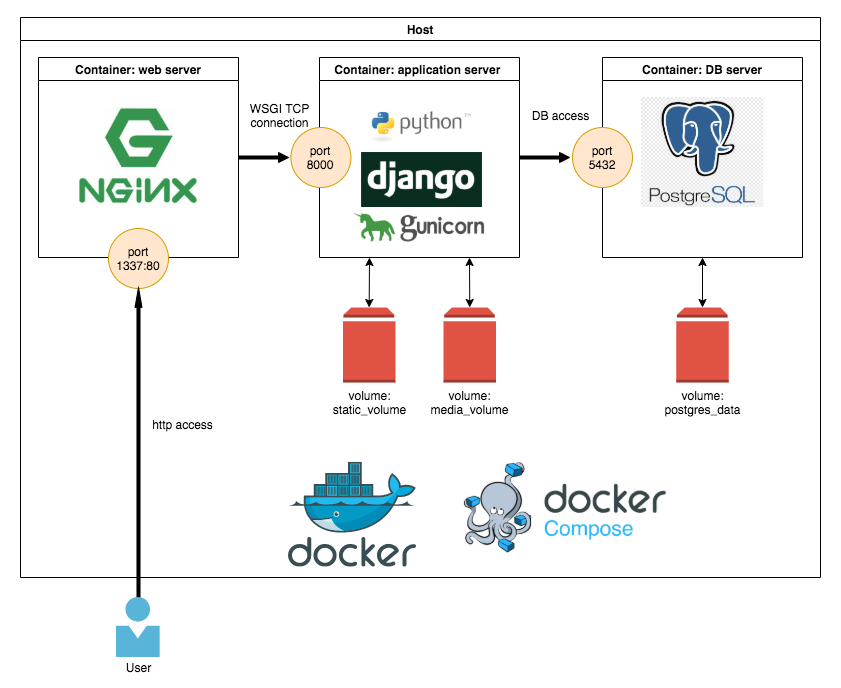 Host
Container: web server
NGiNX
port
1337:80
WSGI TCP
connection
Container: application server
port
8000
python™
django
gunicorn
DB access
Container: DB server
port
5432
PostgreSQL
volume:
static_volume
volume:
media_volume
volume:
postgres_data
http access
docker
docker
Compose
User